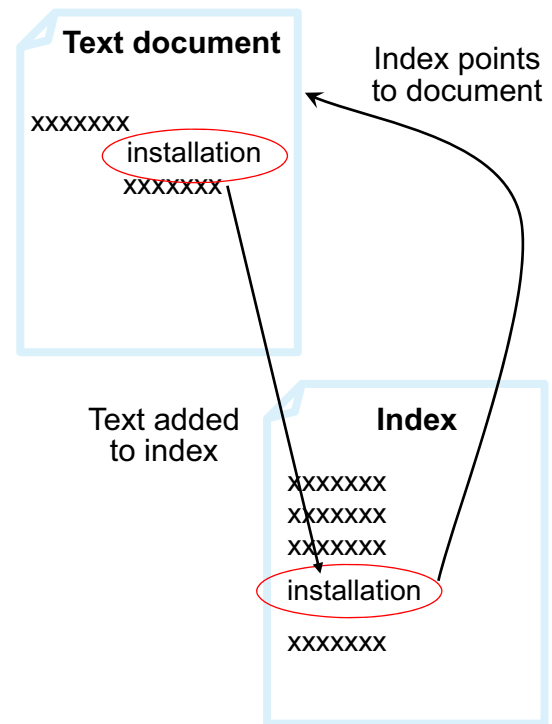 Text document
Index points
to document
xxxxxxx
installation
xxxxxxx
Text added
to index
Index
xxxxxxx
xxxxxxx
xxxxxxx
installation
xxxxxxx